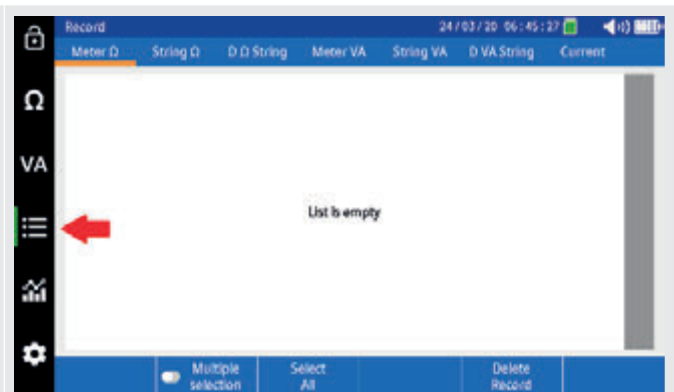 Record 24/03/20 06:45:27
Meter Ω String Ω D Ω String Meter VA String VA D VA String Current
Ω
VA
List is empty
Multiple selection
Select All
Delete Record